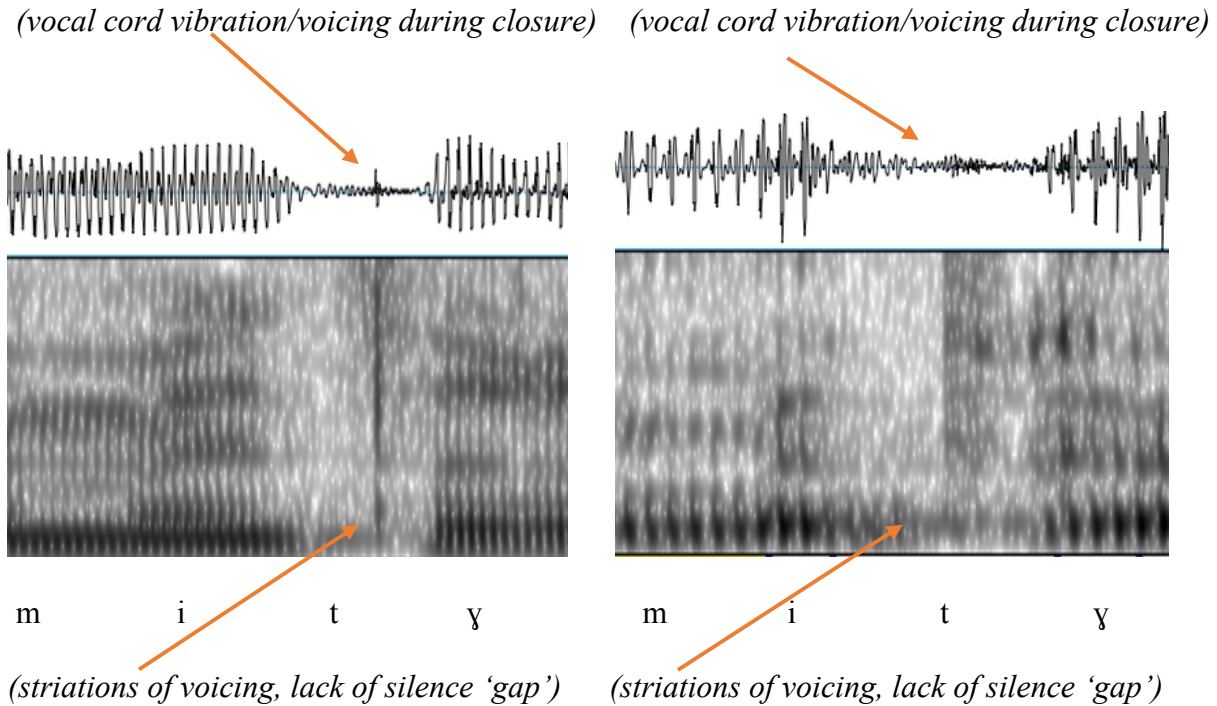 (vocal cord vibration/voicing during closure) (vocal cord vibration/voicing during closure)
m i t ɣ m i t ɣ
(striations of voicing, lack of silence ‘gap’) (striations of voicing, lack of silence ‘gap’)